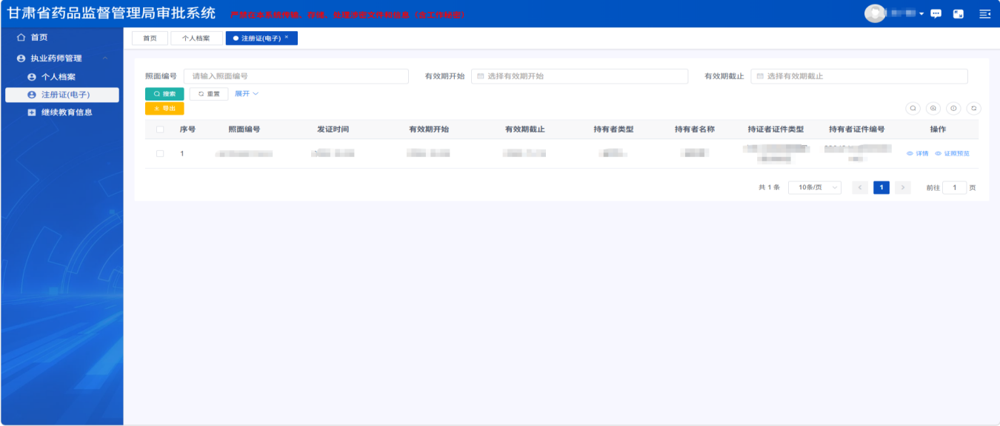 甘肃省药品监督管理局审批系统 严禁在本系统传输、存储、处理涉密文件和信息（含工作秘密）
首页
执业药师管理
个人档案
注册证(电子)
继续教育信息
首页 个人档案 注册证(电子) ×
照面编号 请输入照面编号 有效期开始 选择有效期开始 有效期截止 选择有效期截止
搜索 重置 展开
导出
序号 照面编号 发证时间 有效期开始 有效期截止 持有者类型 持有者名称 持证者证件类型 持有者证件编号 操作
1 详情 证照预览
共 1 条 10条/页 < 1 > 前往 1 页